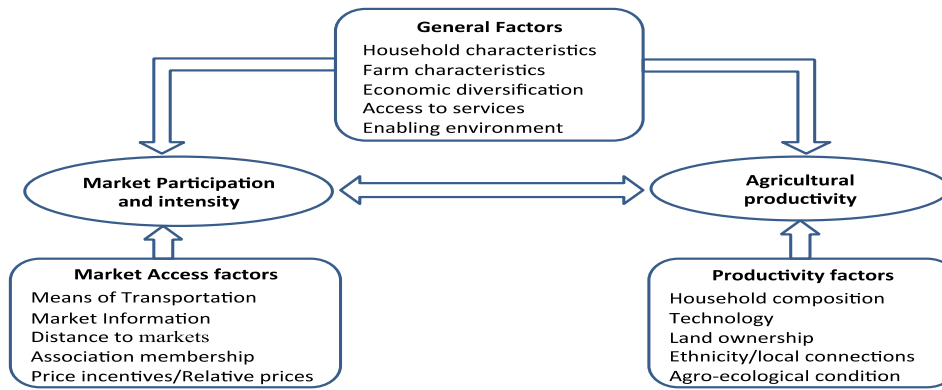 General Factors
Household characteristics
Farm characteristics
Economic diversification
Access to services
Enabling environment
Market Participation
and intensity
Agricultural
productivity
Market Access factors
Means of Transportation
Market Information
Distance to markets
Association membership
Price incentives/Relative prices
Productivity factors
Household composition
Technology
Land ownership
Ethnicity/local connections
Agro-ecological condition